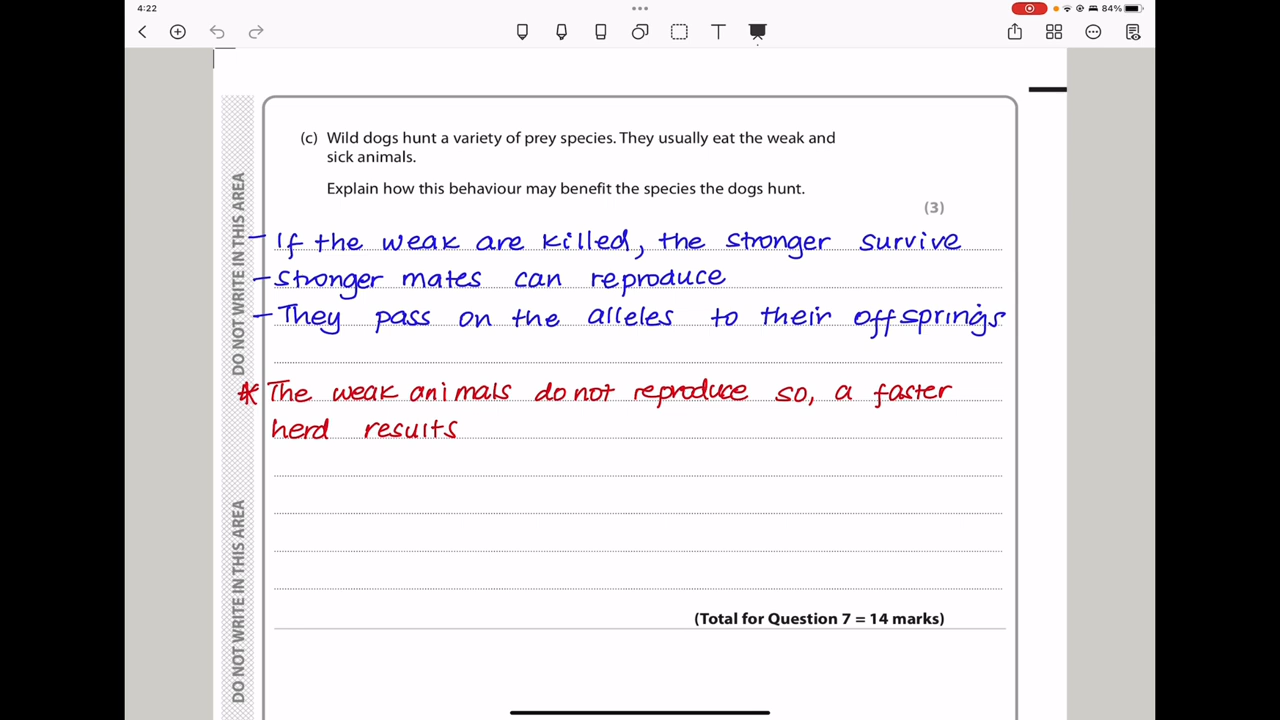 4:22
84%
(c) Wild dogs hunt a variety of prey species. They usually eat the weak and
sick animals.
Explain how this behaviour may benefit the species the dogs hunt.
(3)
- If the weak are killed, the stronger survive
- stronger mates can reproduce
- They pass on the alleles to their offsprings
* The weak animals do not reproduce so, a faster
herd results
(Total for Question 7 = 14 marks)
DO NOT WRITE IN THIS AREA
DO NOT WRITE IN THIS AREA